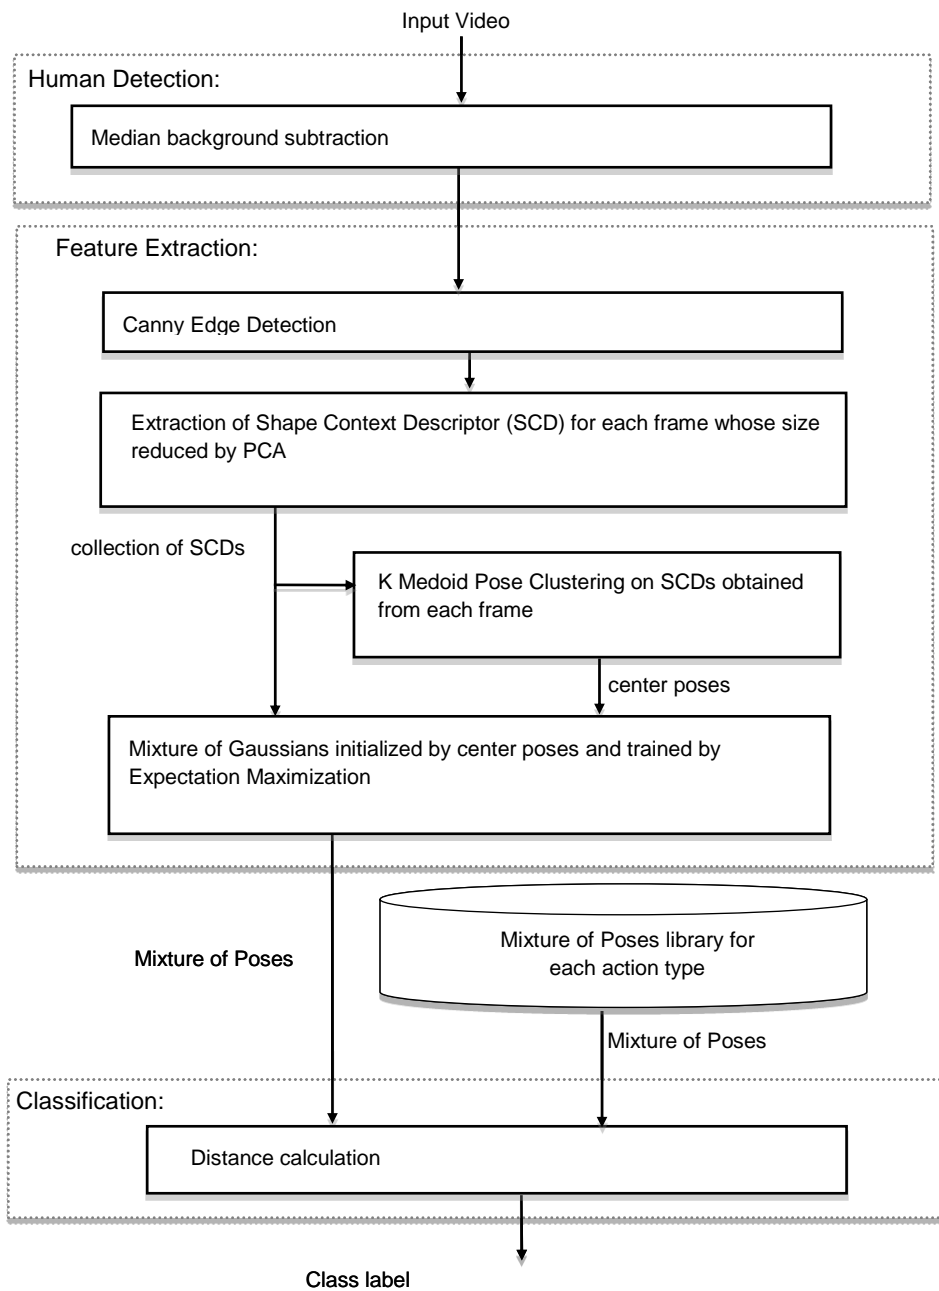 Input Video
Human Detection:
Median background subtraction
Feature Extraction:
Canny Edge Detection
Extraction of Shape Context Descriptor (SCD) for each frame whose size
reduced by PCA
collection of SCDs
K Medoid Pose Clustering on SCDs obtained
from each frame
center poses
Mixture of Gaussians initialized by center poses and trained by
Expectation Maximization
Mixture of Poses library for
each action type
Mixture of Poses
Mixture of Poses
Classification:
Distance calculation
Class label